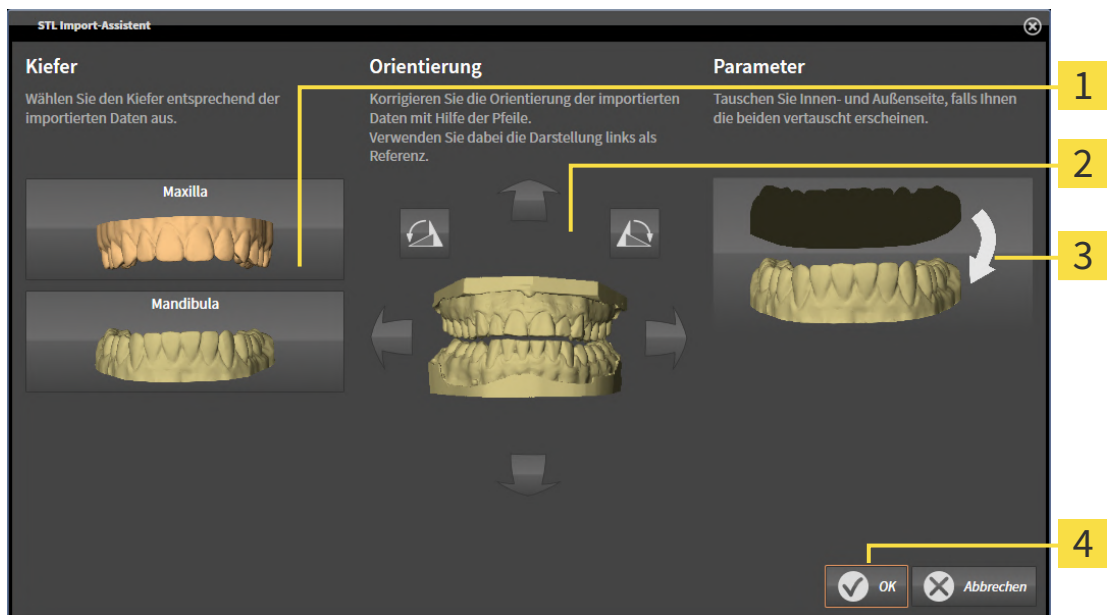 STL Import-Assistent
Kiefer
Wählen Sie den Kiefer entsprechend der
importierten Daten aus.
Maxilla
Mandibula
Orientierung
Korrigieren Sie die Orientierung der importierten
Daten mit Hilfe der Pfeile.
Verwenden Sie dabei die Darstellung links als
Referenz.
Parameter
Tauschen Sie Innen- und Außenseite, falls Ihnen
die beiden vertauscht erscheinen.
1
2
3
4
OK
Abbrechen